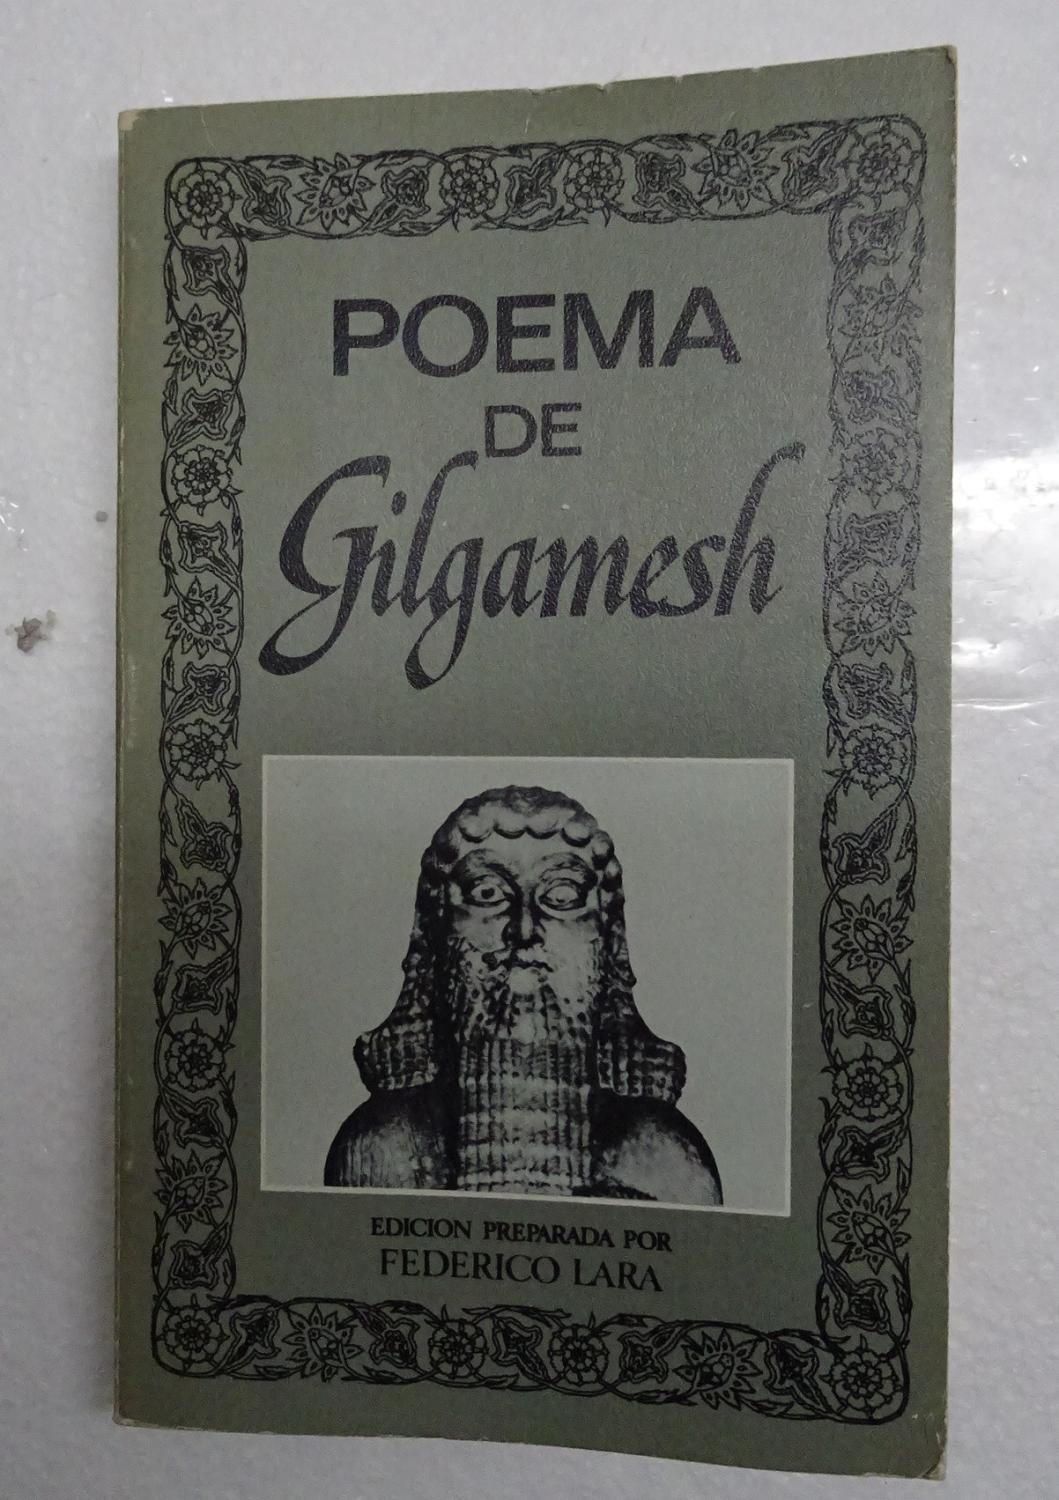 POEMA
DE
Gilgamesh
EDICION PREPARADA POR
FEDERICO LARA